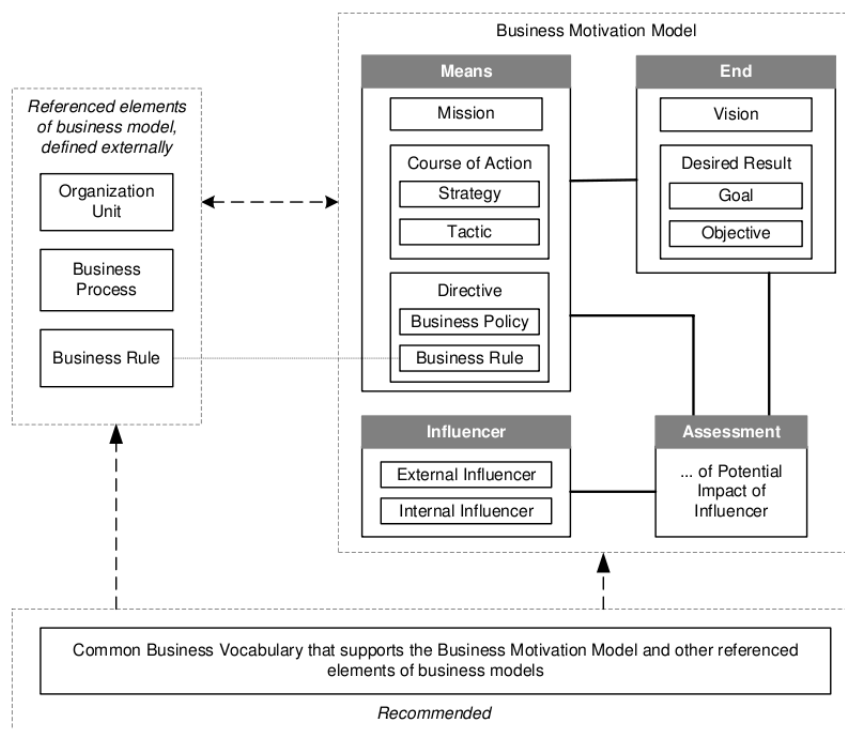 Business Motivation Model
Referenced elements
of business model,
defined externally
Organization
Unit
Business
Process
Business Rule
Means
Mission
Course of Action
Strategy
Tactic
Directive
Business Policy
Business Rule
End
Vision
Desired Result
Goal
Objective
Influencer
External Influencer
Internal Influencer
Assessment
... of Potential
Impact of
Influencer
Common Business Vocabulary that supports the Business Motivation Model and other referenced
elements of business models
Recommended